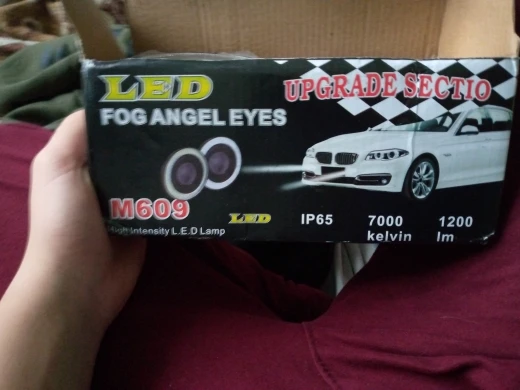 LED
UPGRADE SECTIO
FOG ANGEL EYES
M609
LED
IP65
7000
1200
kelvin
lm
High Intensity L.E.D Lamp